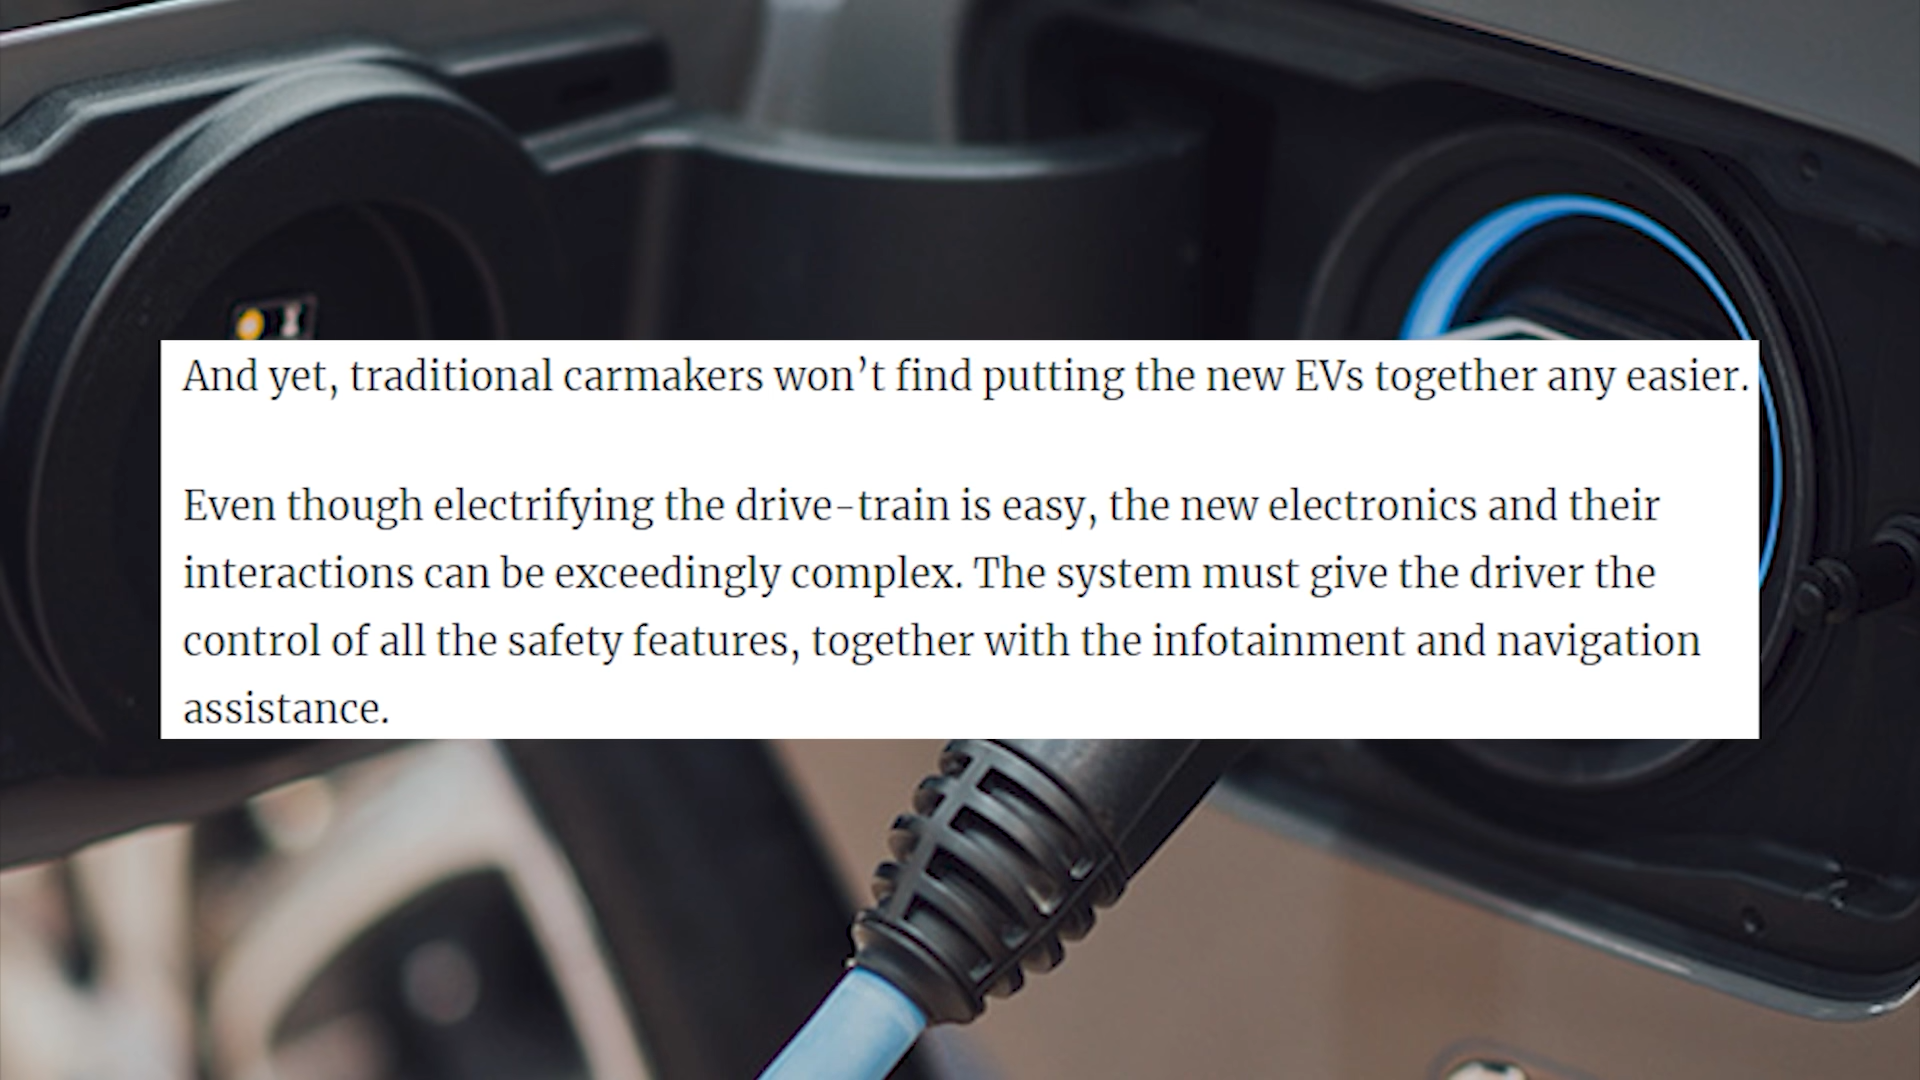 And yet, traditional carmakers won’t find putting the new EVs together any easier.
Even though electrifying the drive-train is easy, the new electronics and their
interactions can be exceedingly complex. The system must give the driver the
control of all the safety features, together with the infotainment and navigation
assistance.